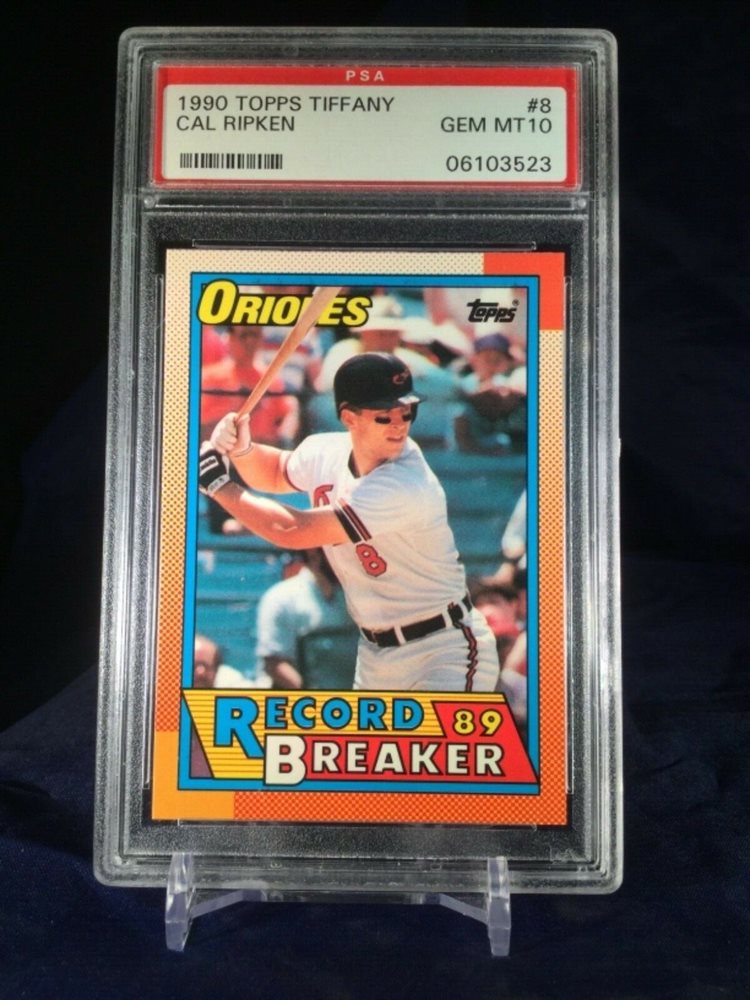 PSA
1990 TOPPS TIFFANY #8
CAL RIPKEN GEM MT10
06103523
ORIOLES
topps®
8
RECORD 89
BREAKER